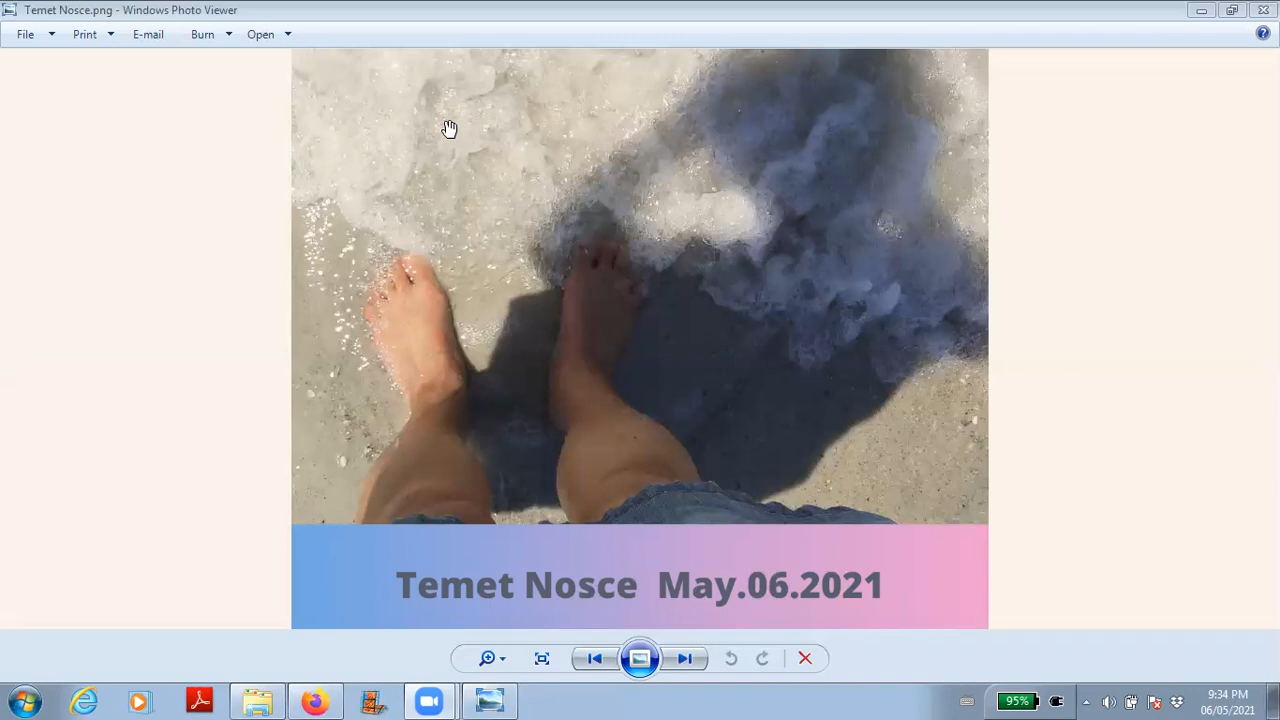 Temet Nosce.png - Windows Photo Viewer
File Print E-mail Burn Open
Temet Nosce May.06.2021
95%
9:34 PM
06/05/2021